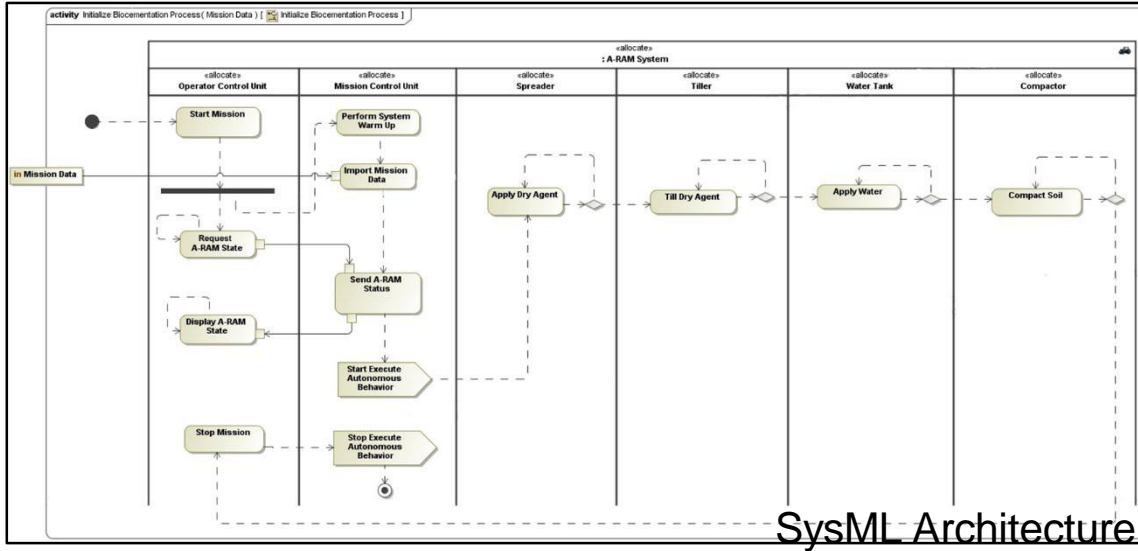 activity Initialize Biocementation Process( Mission Data ) [ Initialize Biocementation Process ]
«allocate»
: A-RAM System
«allocate»
Operator Control Unit
«allocate»
Mission Control Unit
«allocate»
Spreader
«allocate»
Tiller
«allocate»
Water Tank
«allocate»
Compactor
Start Mission
Perform System
Warm Up
in Mission Data
Import Mission
Data
Apply Dry Agent
Till Dry Agent
Apply Water
Compact Soil
Request
A-RAM State
Send A-RAM
Status
Display A-RAM
State
Start Execute
Autonomous
Behavior
Stop Mission
Stop Execute
Autonomous
Behavior
SysML Architecture